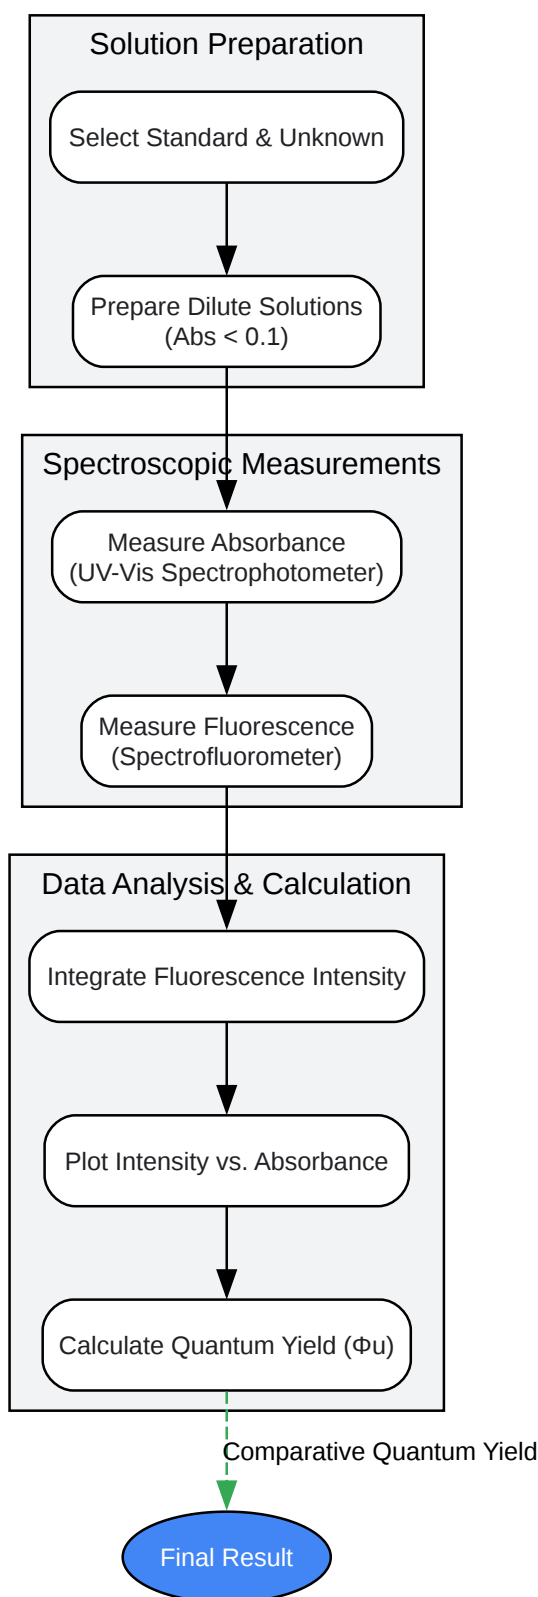 Solution Preparation
Select Standard & Unknown
Prepare Dilute Solutions
(Abs < 0.1)
Spectroscopic Measurements
Measure Absorbance
(UV-Vis Spectrophotometer)
Measure Fluorescence
(Spectrofluorometer)
Data Analysis & Calculation
Integrate Fluorescence Intensity
Plot Intensity vs. Absorbance
Calculate Quantum Yield (Φu)
Comparative Quantum Yield
Final Result